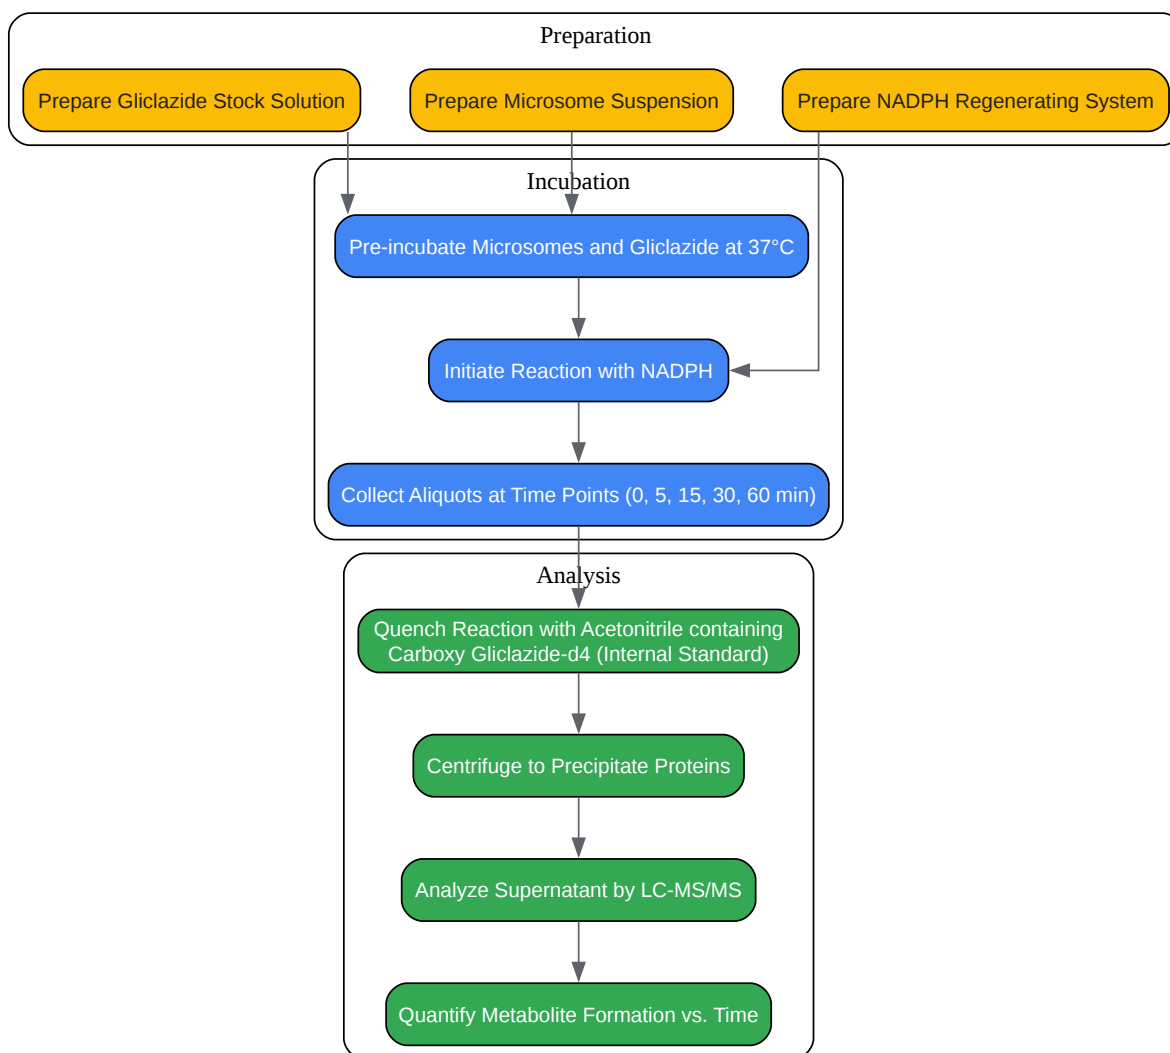 Preparation
Prepare Gliclazide Stock Solution
Prepare Microsome Suspension
Prepare NADPH Regenerating System
Incubation
Pre-incubate Microsomes and Gliclazide at 37°C
Initiate Reaction with NADPH
Collect Aliquots at Time Points (0, 5, 15, 30, 60 min)
Analysis
Quench Reaction with Acetonitrile containing
Carboxy Gliclazide-d4 (Internal Standard)
Centrifuge to Precipitate Proteins
Analyze Supernatant by LC-MS/MS
Quantify Metabolite Formation vs. Time